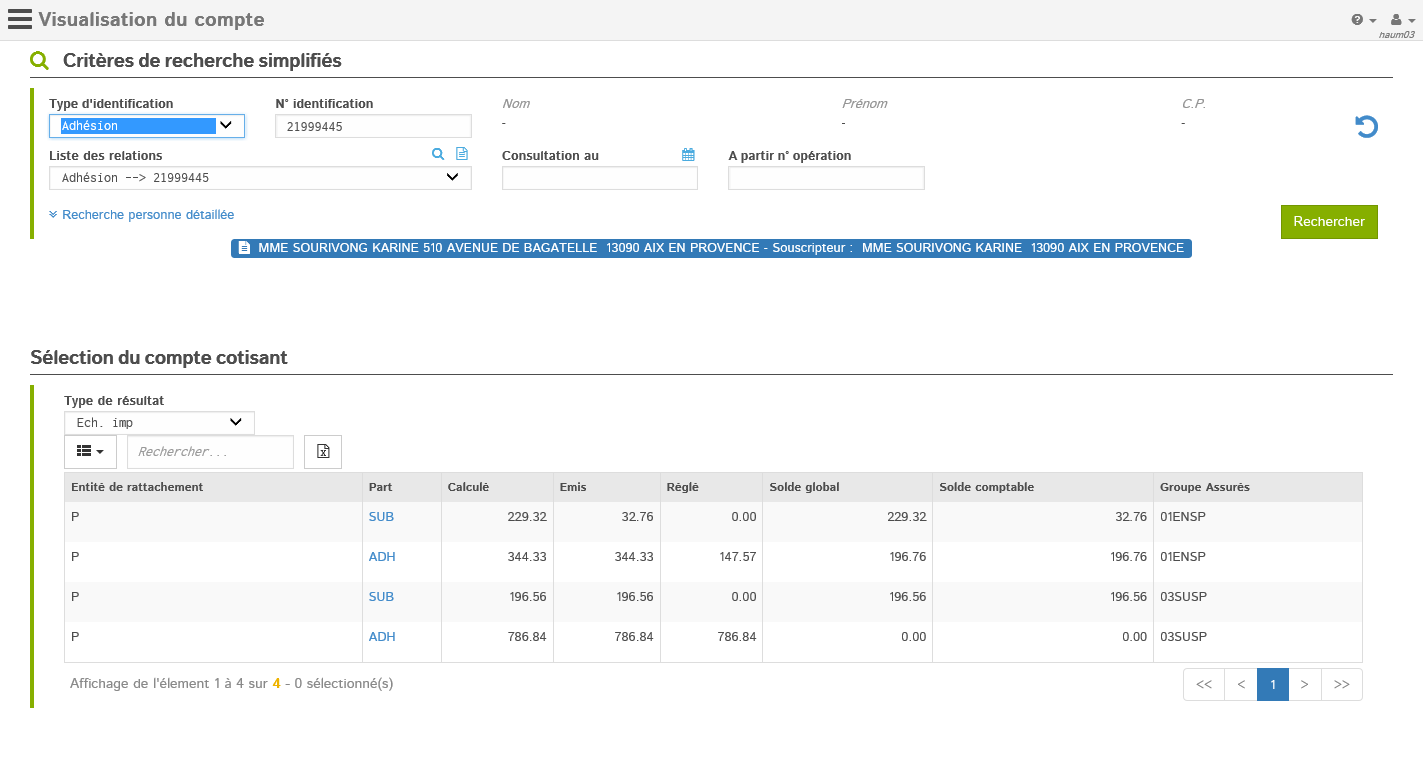 Visualisation du compte
haum03
Critères de recherche simplifiés
Type d'identification N° identification Nom Prénom C.P.
Adhésion 21999445 - - -
Liste des relations Consultation au A partir n° opération
Adhésion --> 21999445
Recherche personne détaillée
Rechercher
MME SOURIVONG KARINE 510 AVENUE DE BAGATELLE 13090 AIX EN PROVENCE - Souscripteur : MME SOURIVONG KARINE 13090 AIX EN PROVENCE
Sélection du compte cotisant
Type de résultat
Ech. imp
Rechercher...
Entité de rattachement Part Calculé Emis Réglé Solde global Solde comptable Groupe Assurés
P SUB 229.32 32.76 0.00 229.32 32.76 01ENSP
P ADH 344.33 344.33 147.57 196.76 196.76 01ENSP
P SUB 196.56 196.56 0.00 196.56 196.56 03SUSP
P ADH 786.84 786.84 786.84 0.00 0.00 03SUSP
Affichage de l'élement 1 à 4 sur 4 - 0 sélectionné(s) << < 1 > >>